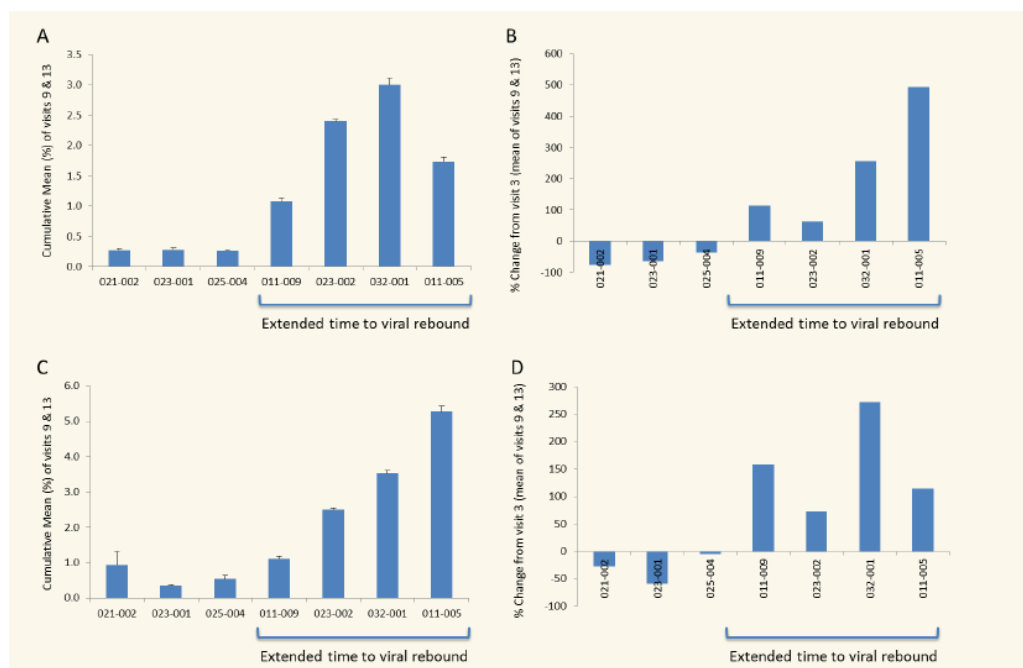 A
Cumulative Mean (%) of visits 9 & 13
3.5
3.0
2.5
2.0
1.5
1.0
0.5
0.0
021-002 023-001 025-004 011-009 023-002 032-001 011-005
Extended time to viral rebound
B
% Change from visit 3 (mean of visits 9 & 13)
600
500
400
300
200
100
0
-100
021-002 023-001 025-004 011-009 023-002 032-001 011-005
Extended time to viral rebound
C
Cumulative Mean (%) of visits 9 & 13
6.0
5.0
4.0
3.0
2.0
1.0
0.0
021-002 023-001 025-004 011-009 023-002 032-001 011-005
Extended time to viral rebound
D
% Change from visit 3 (mean of visits 9 & 13)
300
250
200
150
100
50
0
-50
-100
021-002 023-001 025-004 011-009 023-002 032-001 011-005
Extended time to viral rebound